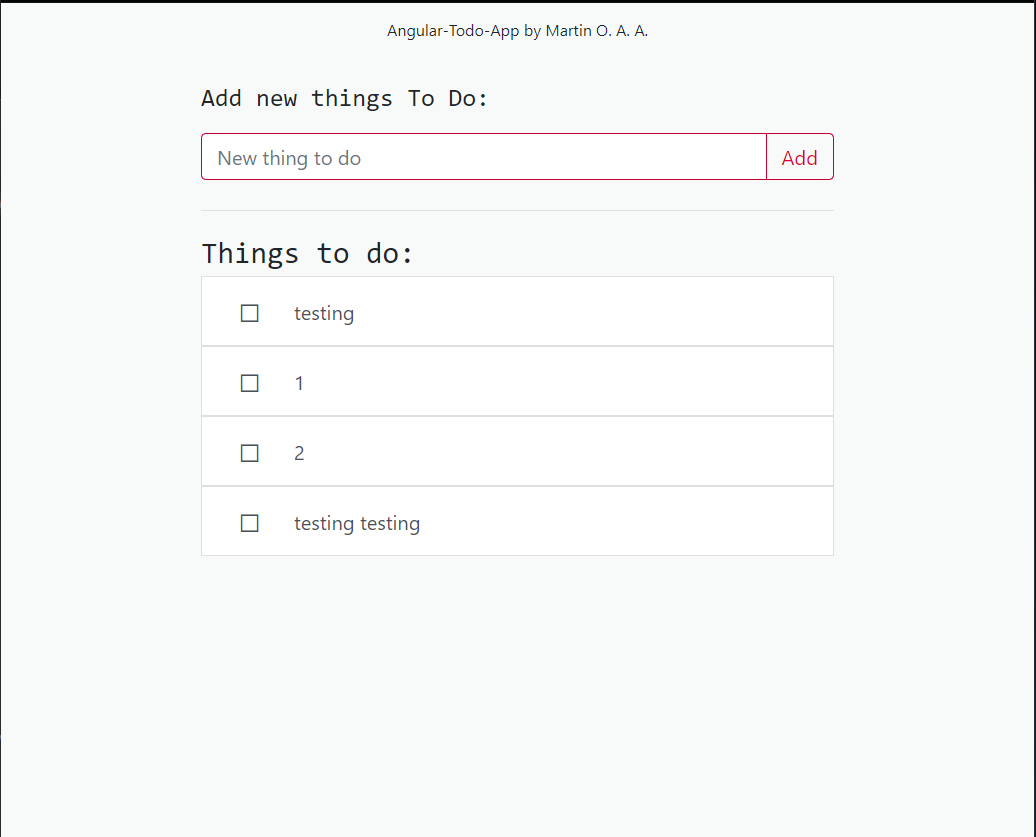 Angular-Todo-App by Martin O. A. A.
Add new things To Do:
New thing to do
Add
Things to do:
testing
1
2
testing testing